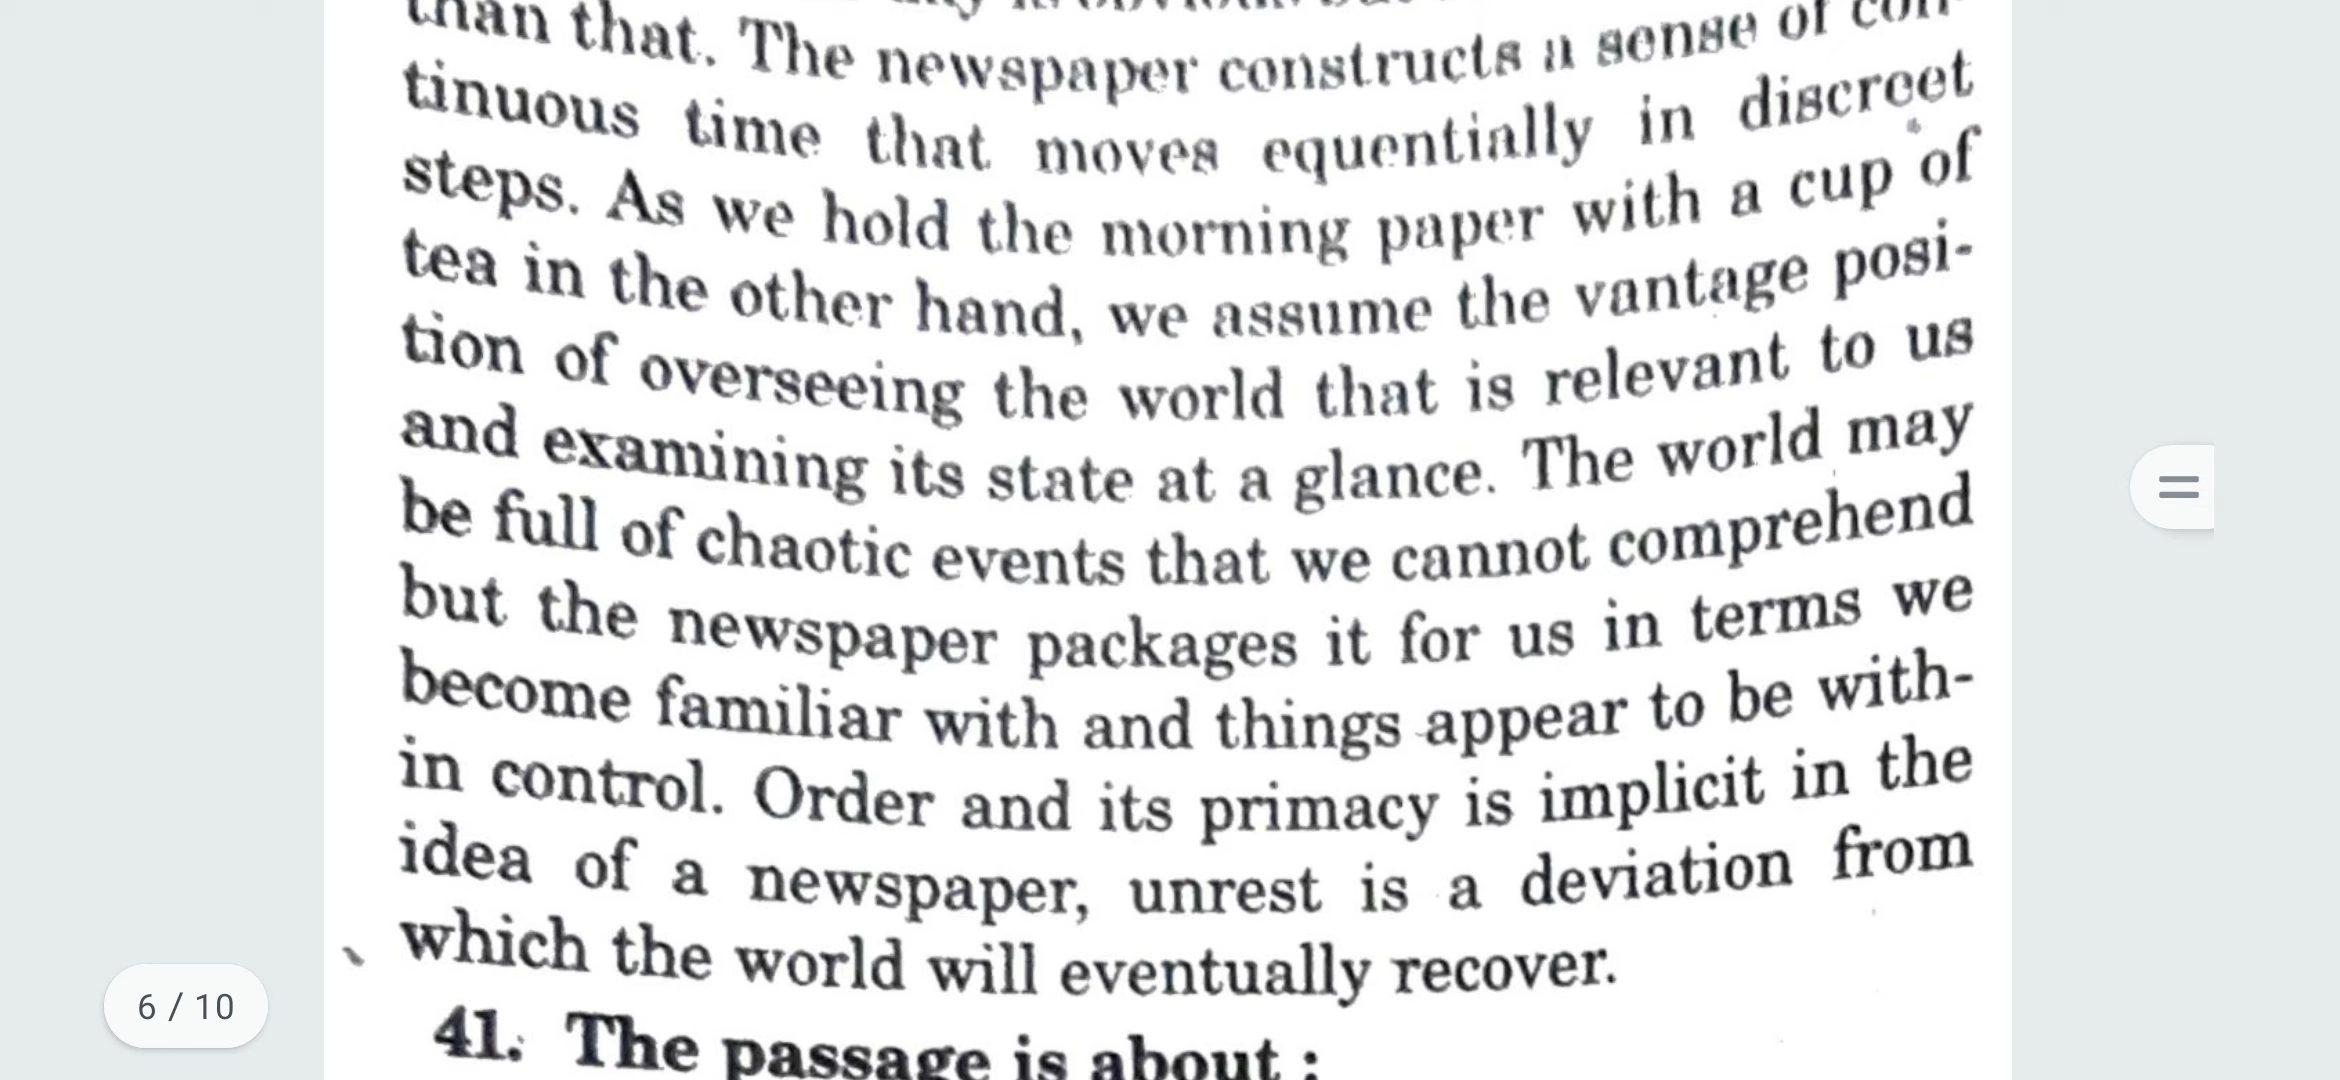 than that. The newspaper constructs a sense of con-
tinuous time that moves equentially in discreet
steps. As we hold the morning paper with a cup of
tea in the other hand, we assume the vantage posi-
tion of overseeing the world that is relevant to us
and examining its state at a glance. The world may
be full of chaotic events that we cannot comprehend
but the newspaper packages it for us in terms we
become familiar with and things appear to be with-
in control. Order and its primacy is implicit in the
idea of a newspaper, unrest is a deviation from
which the world will eventually recover.
41. The passage is about :
6 / 10